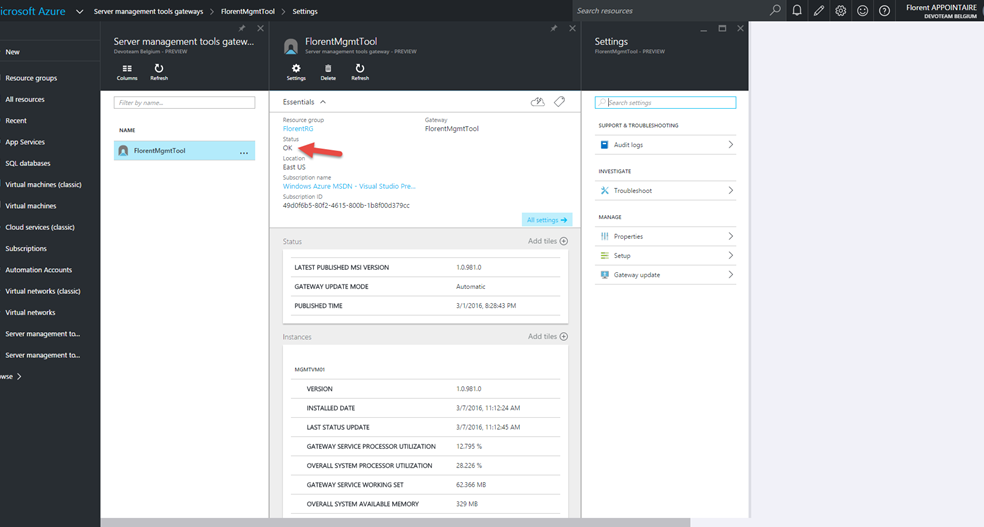 icrosoft Azure
Server management tools gateways
FlorentMgmtTool
Settings
Search resources
Florent APPOINTAIRE
DEVOTEAM BELGIUM
New
Resource groups
All resources
Recent
App Services
SQL databases
Virtual machines (classic)
Virtual machines
Cloud services (classic)
Subscriptions
Automation Accounts
Virtual networks (classic)
Virtual networks
Server management to...
Server management to...
wse
Server management tools gatew...
Devoteam Belgium - PREVIEW
Columns
Refresh
Filter by name...
NAME
FlorentMgmtTool
...
FlorentMgmtTool
Server management tools gateway - PREVIEW
Settings
Delete
Refresh
Essentials
Resource group
FlorentRG
Status
OK
Location
East US
Subscription name
Windows Azure MSDN - Visual Studio Pre...
Subscription ID
49d0f6b5-80f2-4615-800b-1b8f00d379cc
Gateway
FlorentMgmtTool
All settings
Status
Add tiles
LATEST PUBLISHED MSI VERSION 1.0.981.0
GATEWAY UPDATE MODE Automatic
PUBLISHED TIME 3/1/2016, 8:28:43 PM
Instances
Add tiles
MGMTVM01
VERSION 1.0.981.0
INSTALLED DATE 3/7/2016, 11:12:24 AM
LAST STATUS UPDATE 3/7/2016, 11:12:45 AM
GATEWAY SERVICE PROCESSOR UTILIZATION 12.795 %
OVERALL SYSTEM PROCESSOR UTILIZATION 28.226 %
GATEWAY SERVICE WORKING SET 62.366 MB
OVERALL SYSTEM AVAILABLE MEMORY 329 MB
Settings
FlorentMgmtTool - PREVIEW
Search settings
SUPPORT & TROUBLESHOOTING
Audit logs
INVESTIGATE
Troubleshoot
MANAGE
Properties
Setup
Gateway update